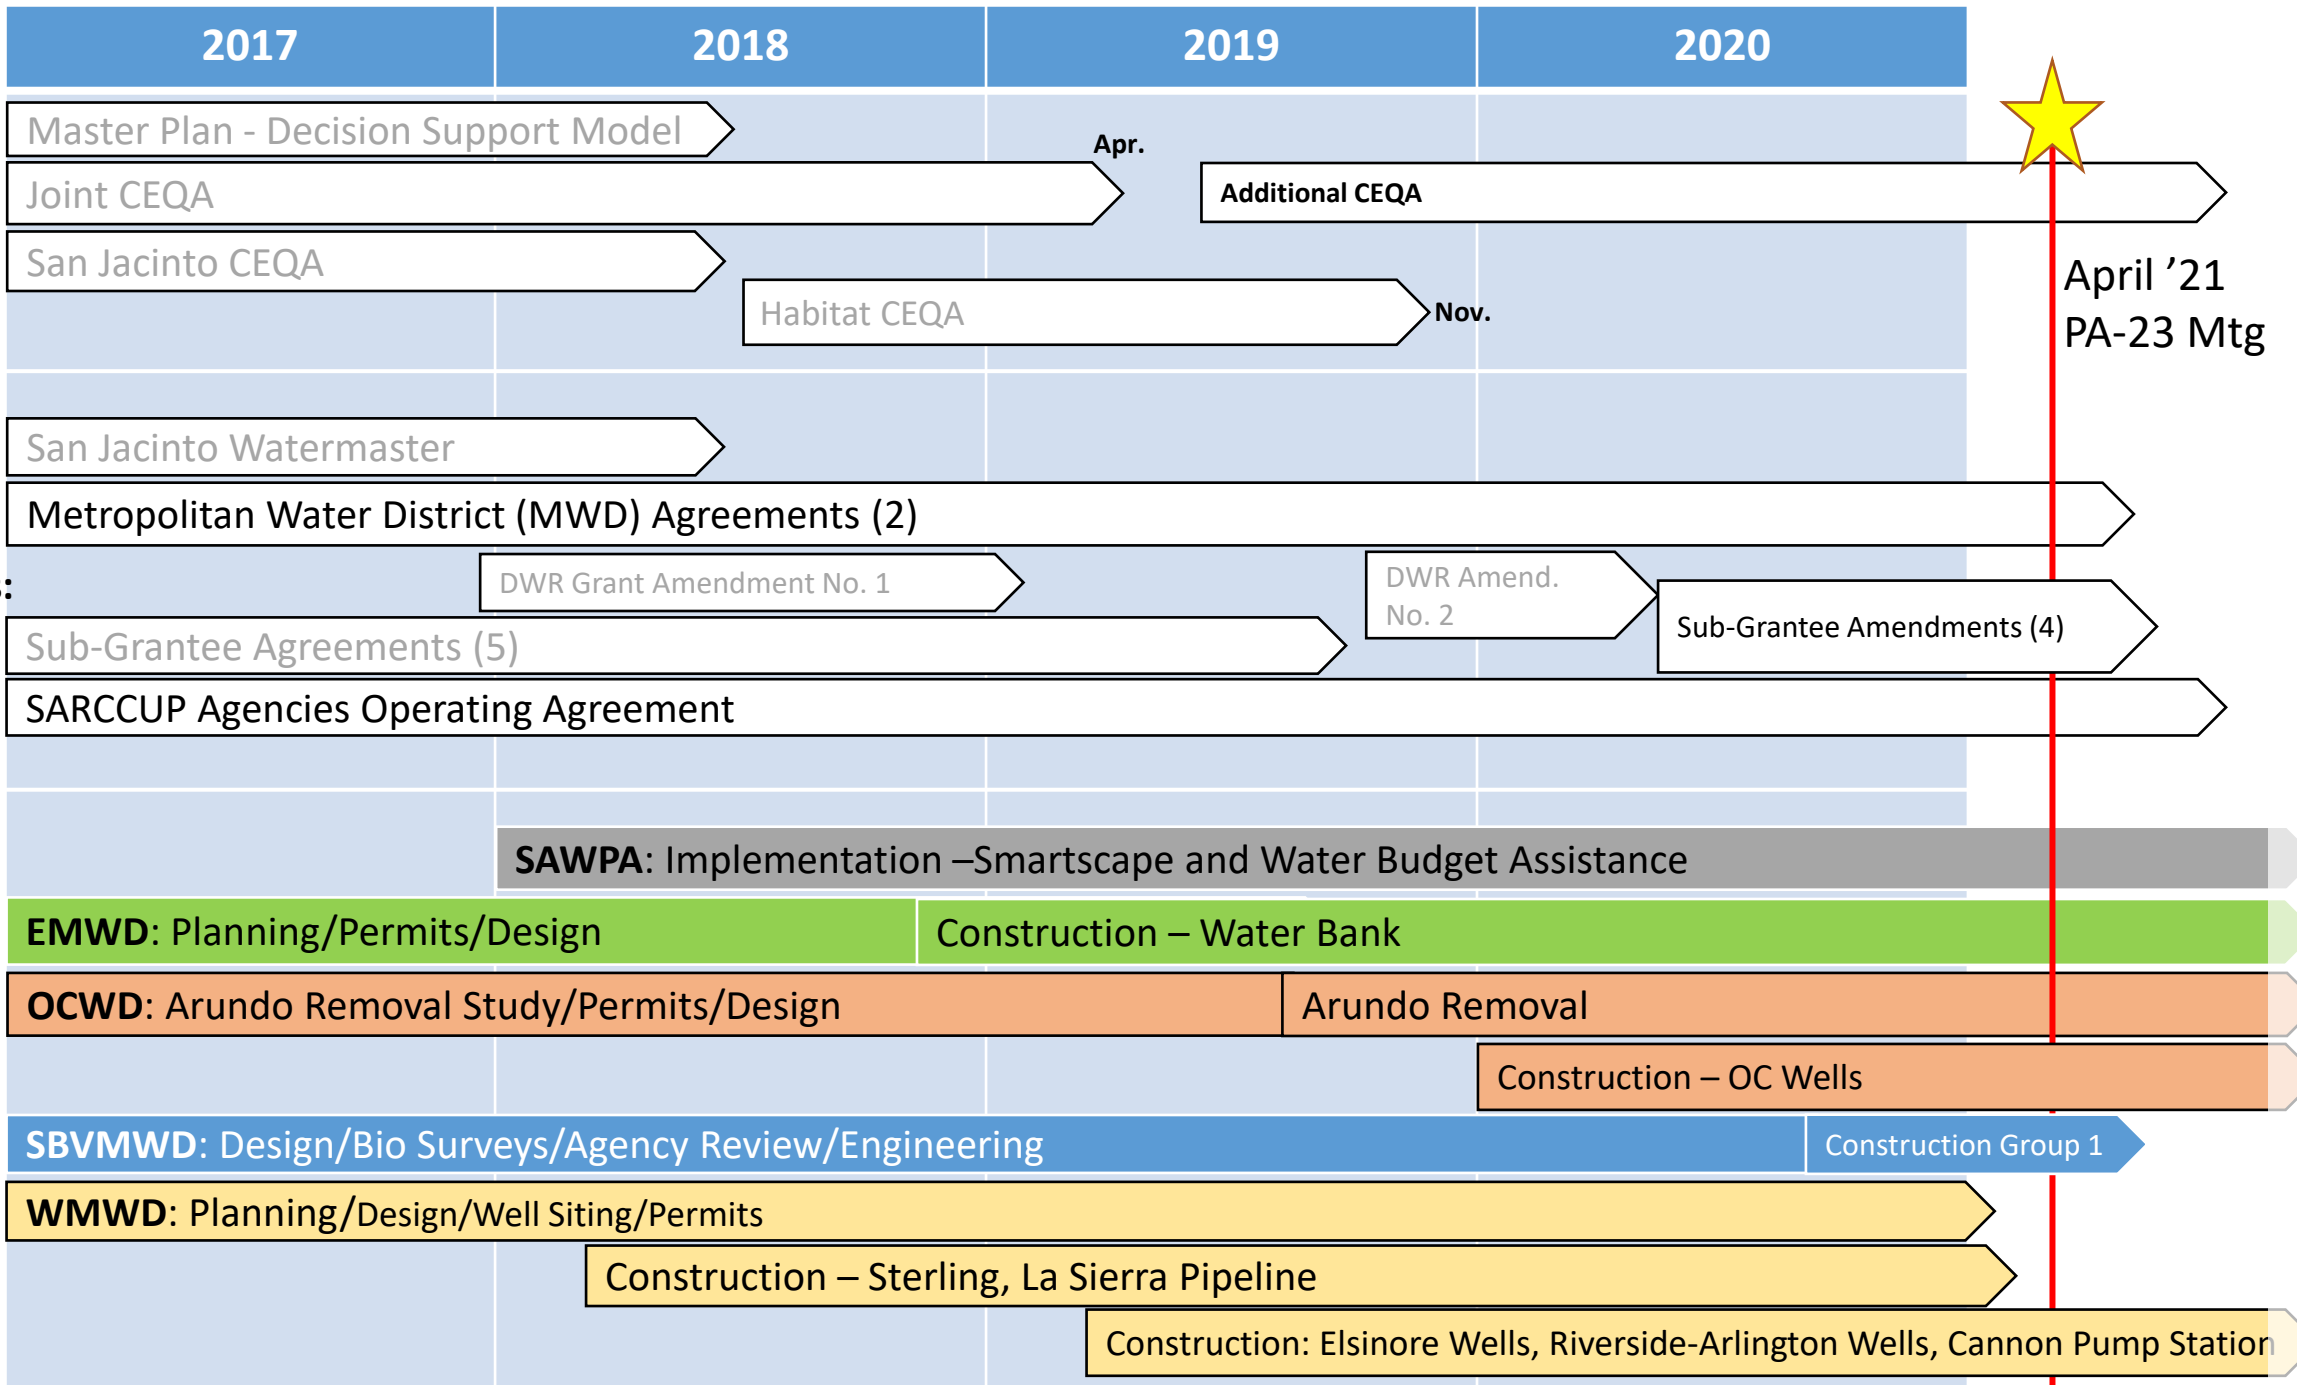 2017
2018
2019
2020
Master Plan - Decision Support Model
Apr.
Joint CEQA
Additional CEQA
San Jacinto CEQA
Habitat CEQA
Nov.
April ’21
PA-23 Mtg
San Jacinto Watermaster
Metropolitan Water District (MWD) Agreements (2)
DWR Grant Amendment No. 1
DWR Amend.
No. 2
Sub-Grantee Amendments (4)
Sub-Grantee Agreements (5)
SARCCUP Agencies Operating Agreement
SAWPA: Implementation –Smartscape and Water Budget Assistance
EMWD: Planning/Permits/Design
Construction – Water Bank
OCWD: Arundo Removal Study/Permits/Design
Arundo Removal
Construction – OC Wells
SBVMWD: Design/Bio Surveys/Agency Review/Engineering
Construction Group 1
WMWD: Planning/Design/Well Siting/Permits
Construction – Sterling, La Sierra Pipeline
Construction: Elsinore Wells, Riverside-Arlington Wells, Cannon Pump Station